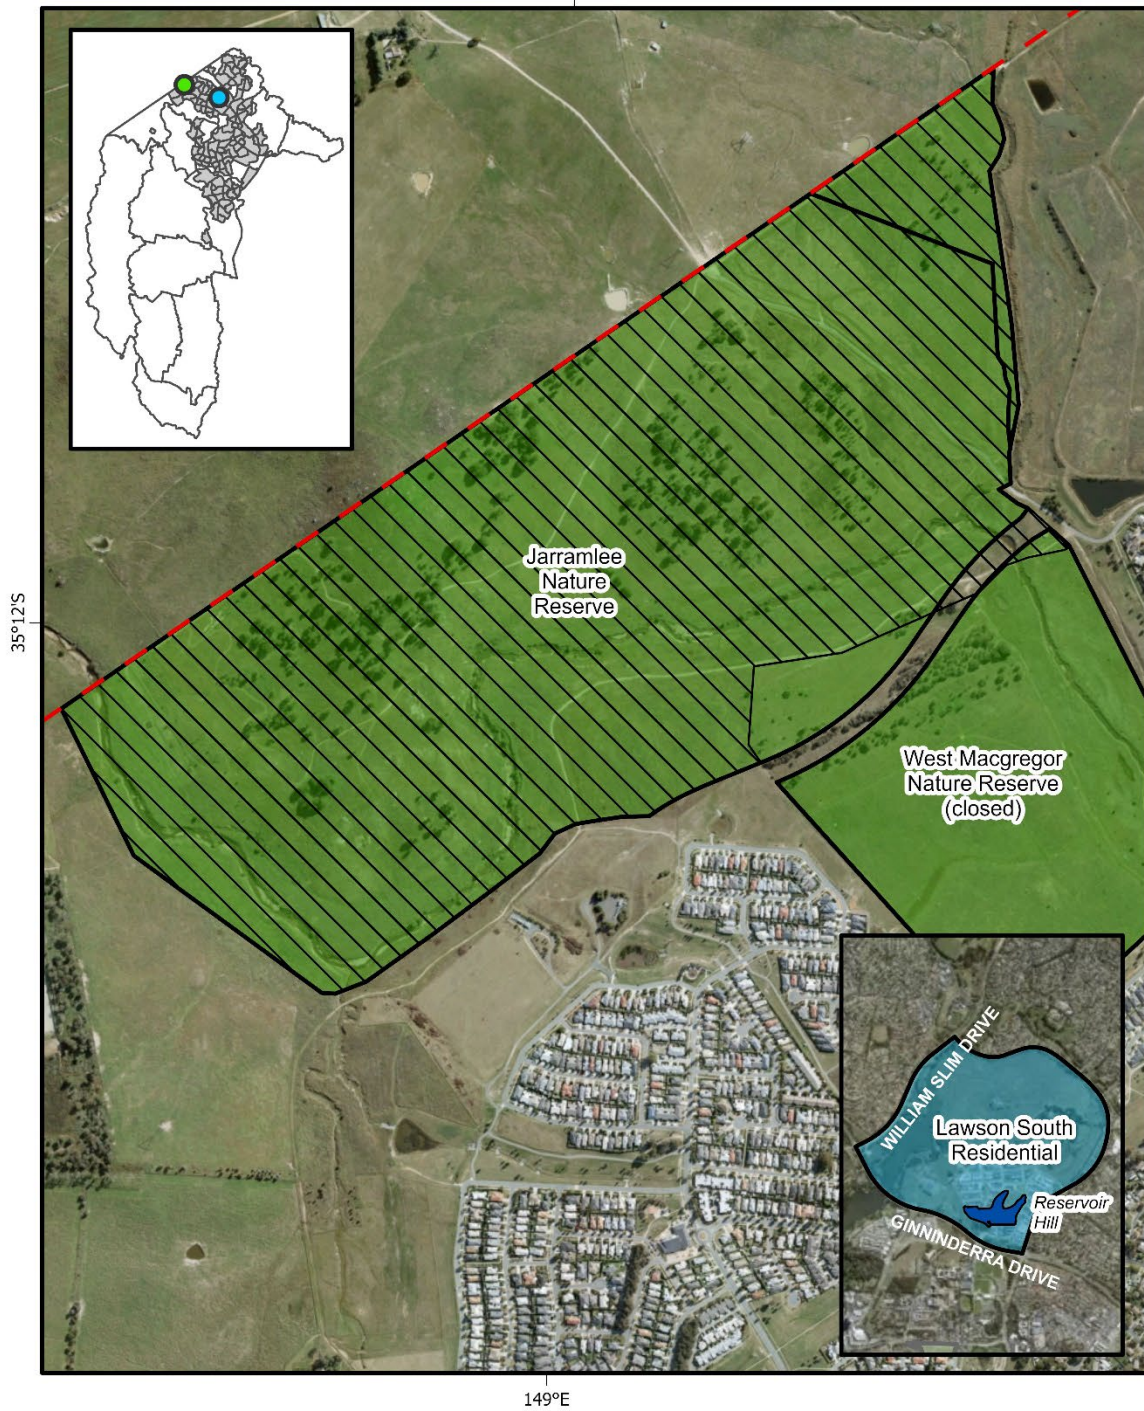 Jarramlee
Nature
Reserve
35°12'S
West Macgregor
Nature Reserve
(closed)
WILLIAM SLIM DRIVE
Lawson South
Residential
Reservoir
Hill
GINNINDERRA DRIVE
149°E